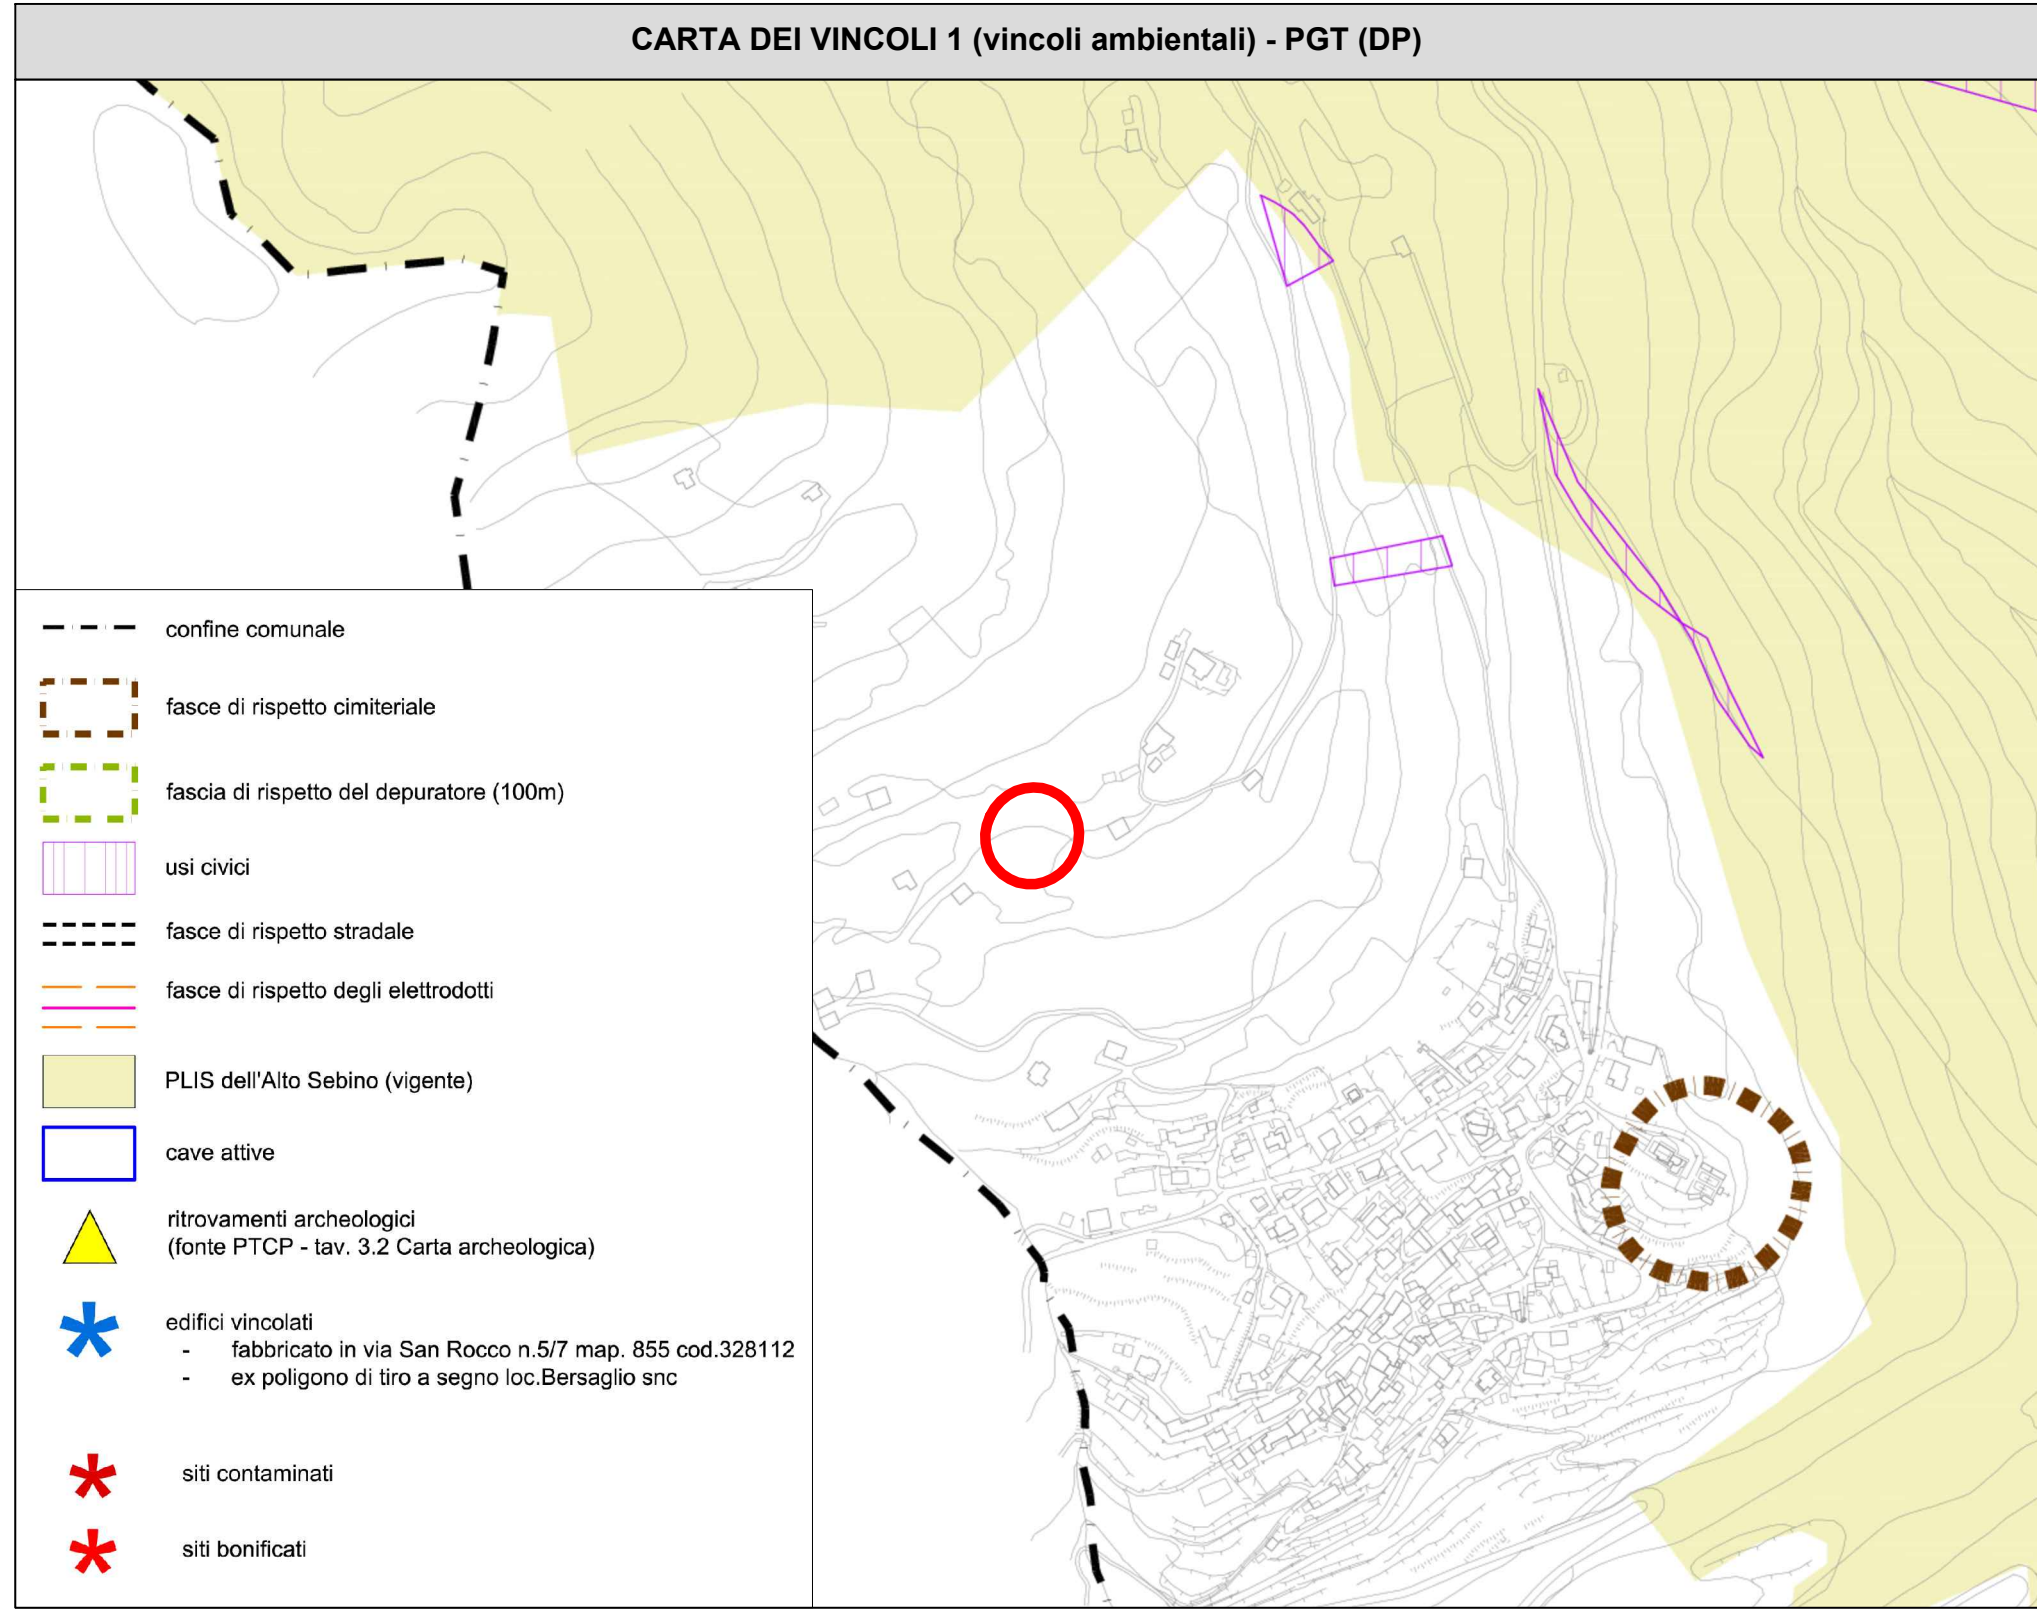 CARTA DEI VINCOLI 1 (vincoli ambientali) - PGT (DP)
confine comunale
fasce di rispetto cimiteriale
fascia di rispetto del depuratore (100m)
usi civici
fasce di rispetto stradale
fasce di rispetto degli elettrodotti
PLIS dell'Alto Sebino (vigente)
cave attive
ritrovamenti archeologici
(fonte PTCP - tav. 3.2 Carta archeologica)
edifici vincolati
- fabbricato in via San Rocco n.5/7 map. 855 cod.328112
- ex poligono di tiro a segno loc.Bersaglio snc
siti contaminati
siti bonificati